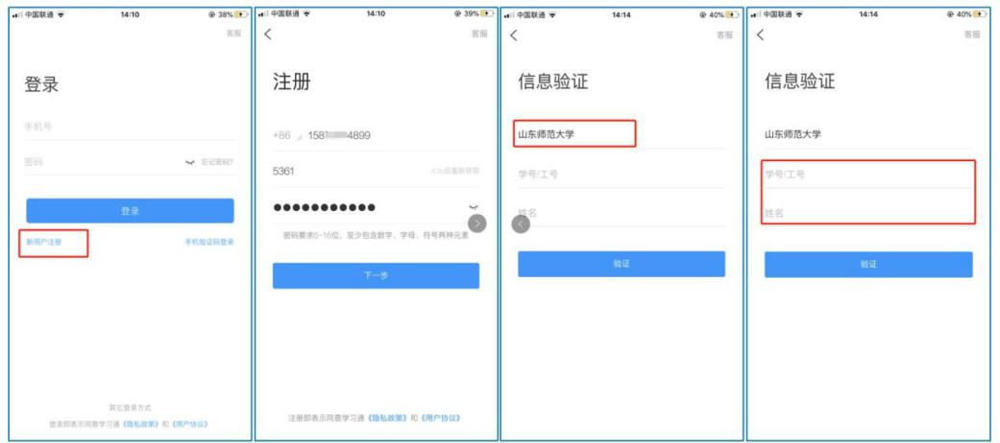 中国联通 14:10 38%
客服
登录
手机号
密码 忘记密码?
登录
新用户注册 手机验证码登录
其它登录方式
登录即表示同意学习通《隐私政策》和《用户协议》
中国联通 14:10 39%
客服
注册
+86 158 4899
5361 43s后重新获取
密码要求6-16位，至少包含数字、字母、符号两种元素
下一步
注册即表示同意学习通《隐私政策》和《用户协议》
中国联通 14:14 40%
客服
信息验证
山东师范大学
学号/工号
姓名
验证
中国联通 14:14 40%
客服
信息验证
山东师范大学
学号/工号
姓名
验证